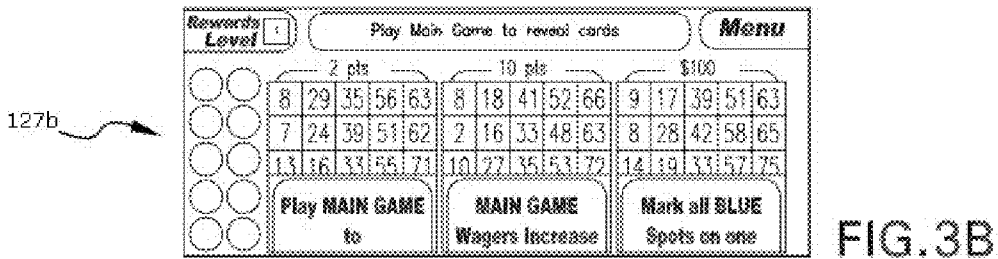 Rewards Level 1 Play Main Game to reveal cards Menu
2 pts 10 pts $100
8 29 35 56 63 8 18 41 52 66 9 17 39 51 63
127b 7 24 39 51 62 2 16 33 48 63 8 28 42 58 65
13 16 33 55 71 10 27 35 53 72 14 19 33 57 75
Play MAIN GAME MAIN GAME Mark all BLUE
to Wagers Increase Spots on one
FIG.3B